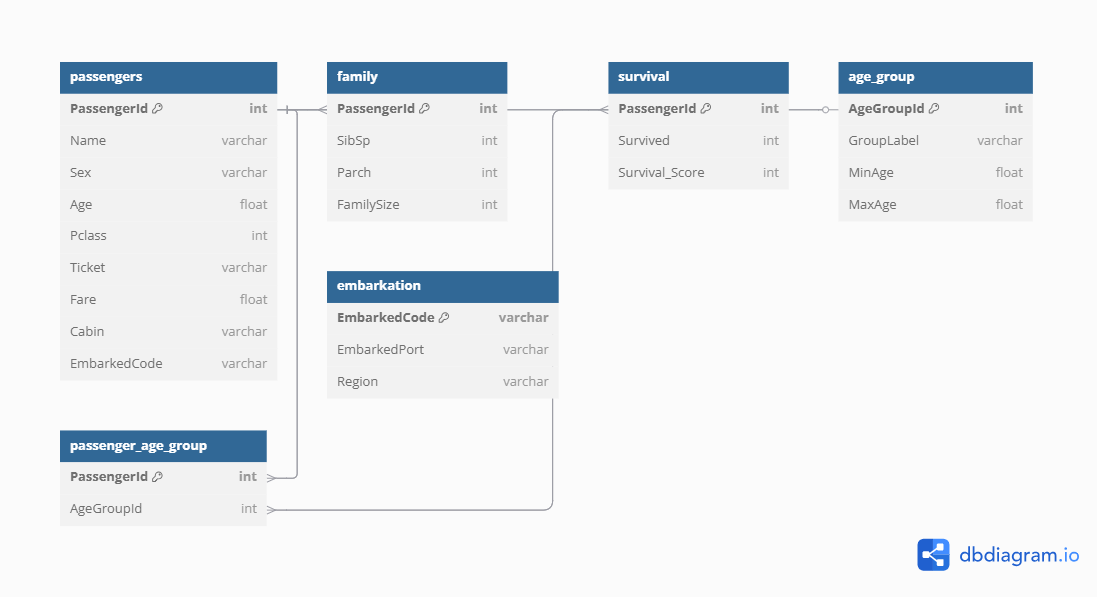 passengers
PassengerId int
Name varchar
Sex varchar
Age float
Pclass int
Ticket varchar
Fare float
Cabin varchar
EmbarkedCode varchar
family
PassengerId int
SibSp int
Parch int
FamilySize int
survival
PassengerId int
Survived int
Survival_Score int
age_group
AgeGroupId int
GroupLabel varchar
MinAge float
MaxAge float
embarkation
EmbarkedCode varchar
EmbarkedPort varchar
Region varchar
passenger_age_group
PassengerId int
AgeGroupId int
dbdiagram.io